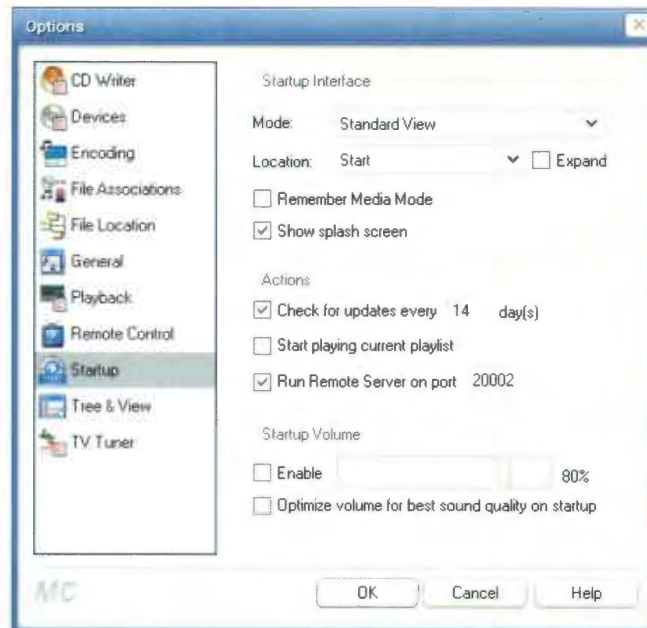 Options
CD Writer
Devices
Encoding
File Associations
File Location
General
Playback
Remote Control
Startup
Tree & View
TV Tuner
Startup Interface
Mode: Standard View
Location: Start Expand
Remember Media Mode
Show splash screen
Actions
Check for updates every 14 day(s)
Start playing current playlist
Run Remote Server on port 20002
Startup Volume
Enable 80%
Optimize volume for best sound quality on startup
MC OK Cancel Help